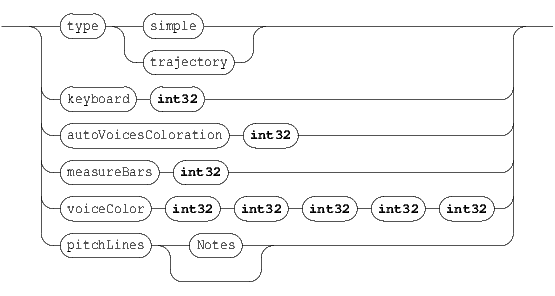 type simple
trajectory
keyboard int32
autoVoicesColoration int32
measureBars int32
voiceColor int32 int32 int32 int32 int32
pitchLines Notes